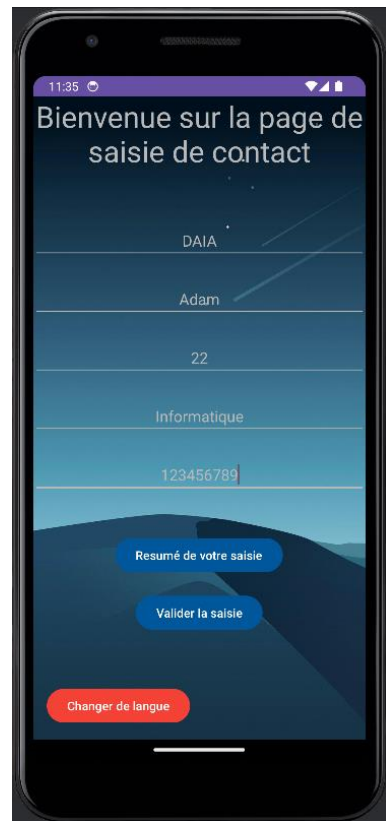 11:35
Bienvenue sur la page de
saisie de contact
DAIA
Adam
22
Informatique
123456789
Resumé de votre saisie
Valider la saisie
Changer de langue